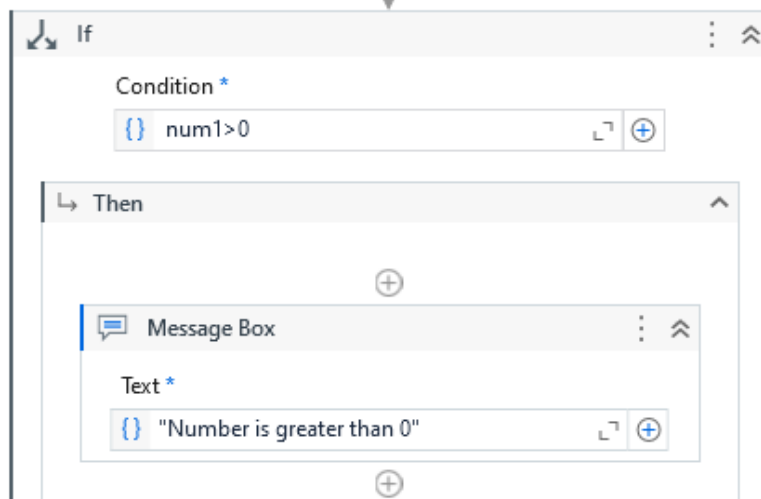 If
Condition *
{} num1>0
Then
Message Box
Text *
{} "Number is greater than 0"